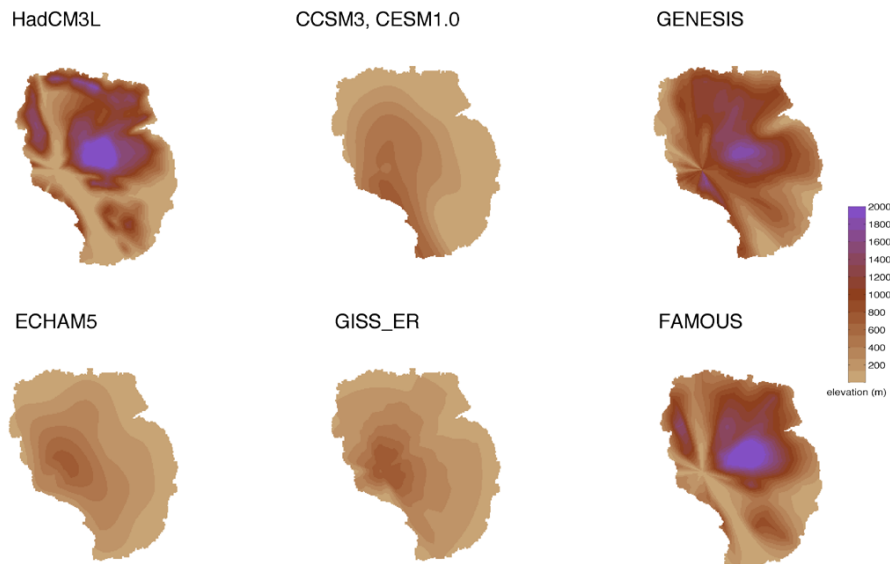 HadCM3L
CCSM3, CESM1.0
GENESIS
2000
1800
1600
1400
1200
1000
800
600
400
200
elevation (m)
ECHAM5
GISS_ER
FAMOUS